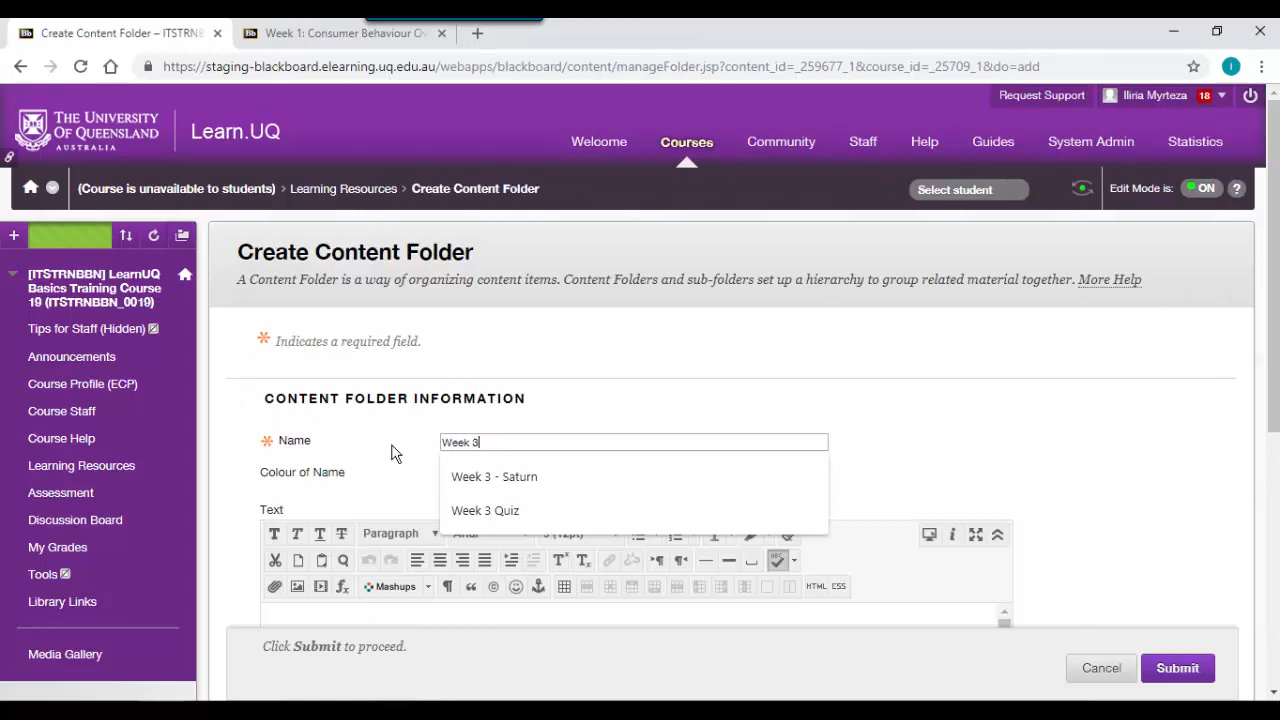 Create Content Folder – ITSTRN
Week 1: Consumer Behaviour Ov
https://staging-blackboard.elearning.uq.edu.au/webapps/blackboard/content/manageFolder.jsp?content_id=_259677_1&course_id=_25709_1&do=add
Request Support
Iliria Myrteza
18
THE UNIVERSITY
OF QUEENSLAND
AUSTRALIA
Learn.UQ
Welcome
Courses
Community
Staff
Help
Guides
System Admin
Statistics
(Course is unavailable to students)
Learning Resources
Create Content Folder
Select student
Edit Mode is:
ON
?
[ITSTRNBBN] LearnUQ
Basics Training Course
19 (ITSTRNBBN_0019)
Tips for Staff (Hidden)
Announcements
Course Profile (ECP)
Course Staff
Course Help
Learning Resources
Assessment
Discussion Board
My Grades
Tools
Library Links
Media Gallery
Create Content Folder
A Content Folder is a way of organizing content items. Content Folders and sub-folders set up a hierarchy to group related material together. More Help
Indicates a required field.
CONTENT FOLDER INFORMATION
Name
Week 3
Colour of Name
Week 3 - Saturn
Week 3 Quiz
Text
T T T T Paragraph
Mashups
HTML CSS
Click Submit to proceed.
Cancel
Submit